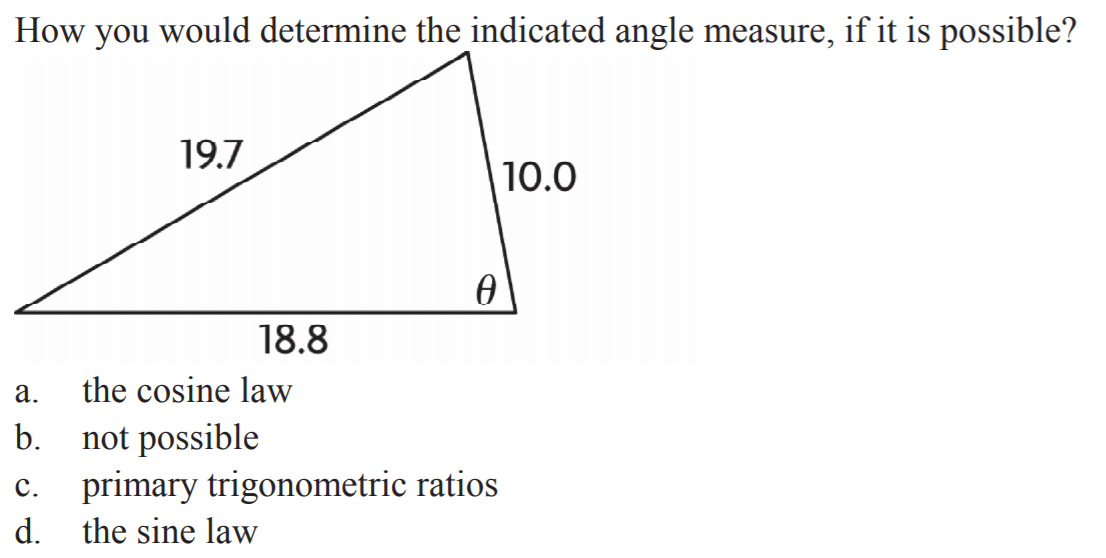 How you would determine the indicated angle measure, if it is possible?
19.7
10.0
θ
18.8
a. the cosine law
b. not possible
c. primary trigonometric ratios
d. the sine law